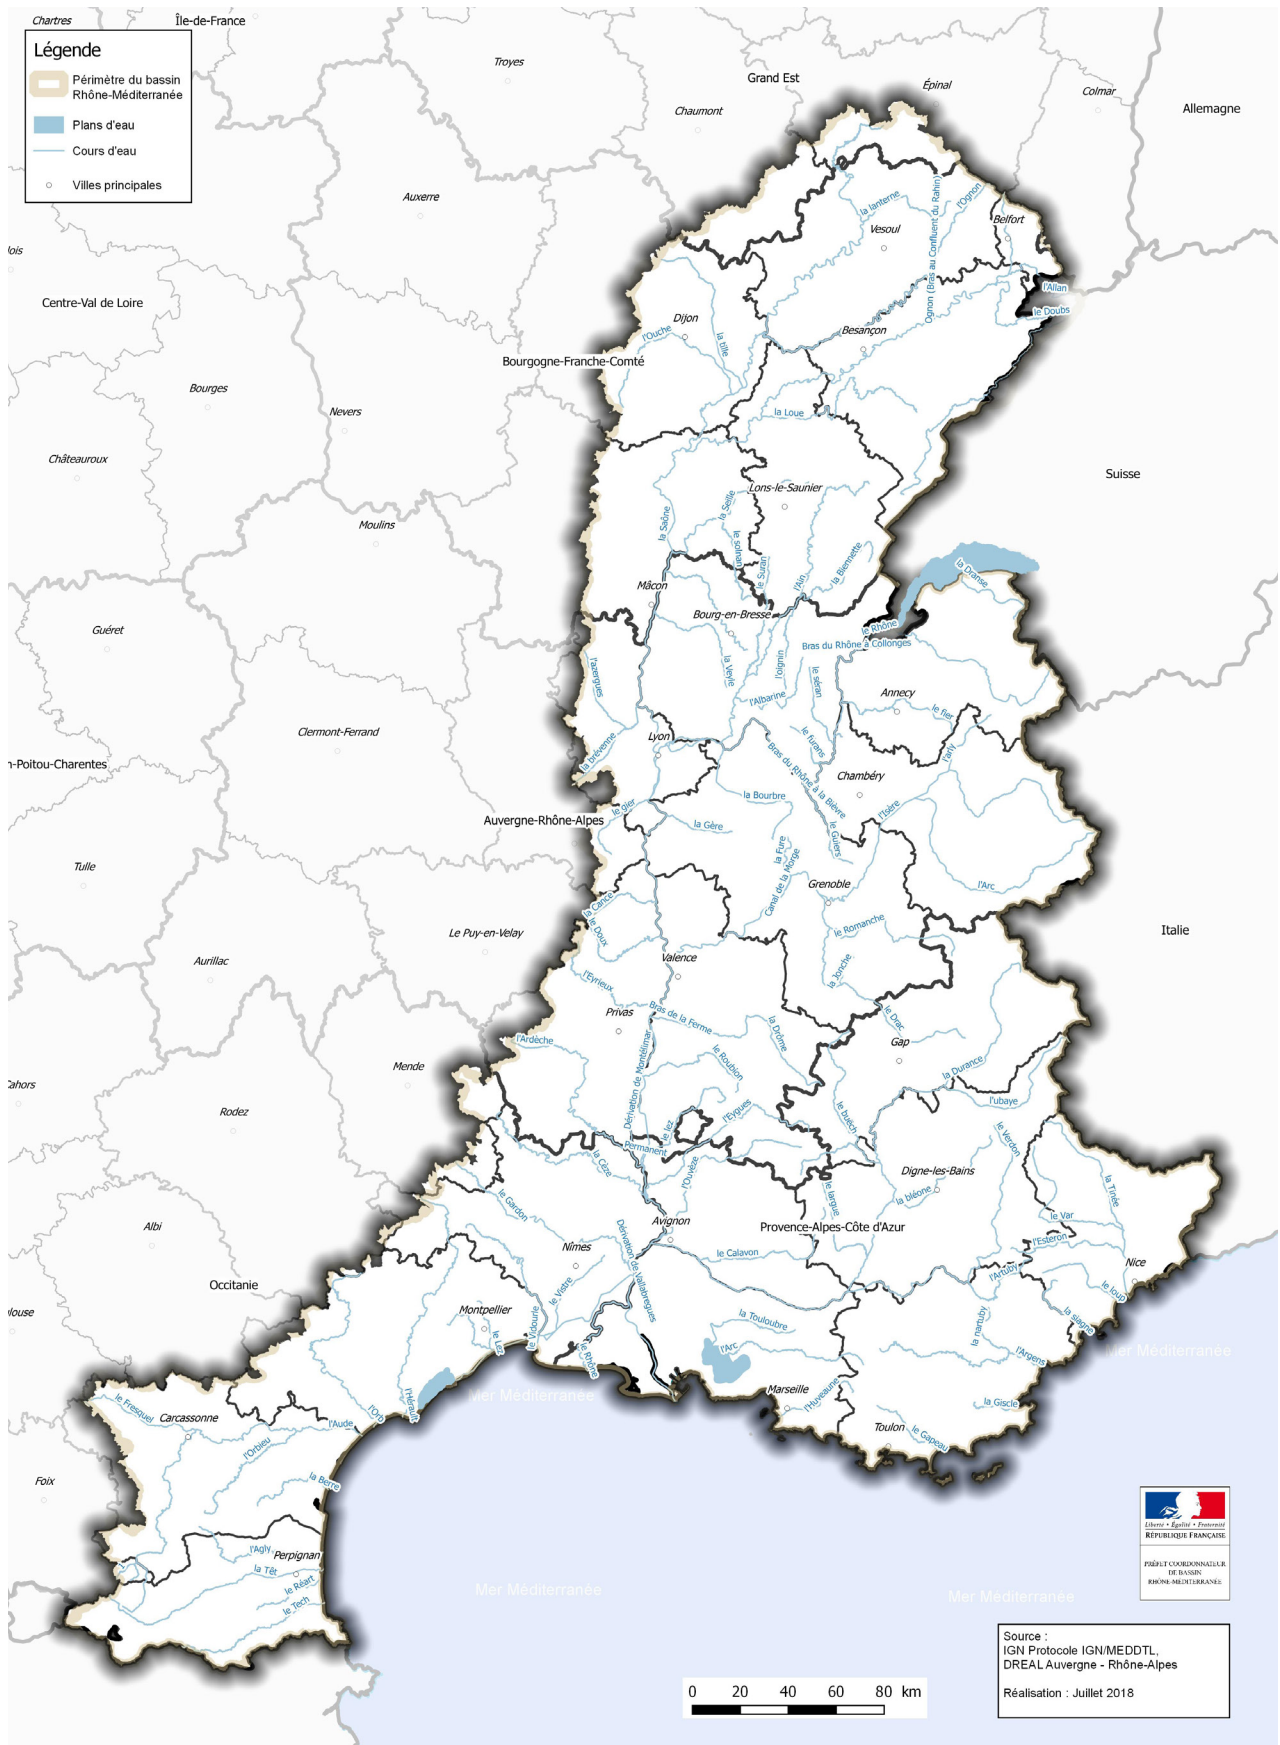 Chartres
Île-de-France
Légende
Périmètre du bassin
Rhône-Méditerranée
Plans d'eau
Cours d'eau
Villes principales
Troyes
Grand Est
Chaumont
Épinal
Colmar
Allemagne
Auxerre
Centre-Val de Loire
Bourges
Nevers
Châteauroux
Moulins
Bourgogne-Franche-Comté
Suisse
la lanterne
Vesoul
Ognon (Bras au Confluent du Rahin)
l'Ognon
Belfort
l'Allan
le Doubs
Dijon
l'Ouche
la tille
Besançon
la Loue
Lons-le-Saunier
la Seille
la Saône
le solnan
le Suran
l'Ain
la Biennette
la Dranse
Mâcon
Bourg-en-Bresse
le Rhône
Bras du Rhône à Collonges
Guéret
l'azergues
la Veyle
l'oignin
le séran
l'Albarine
Annecy
le fier
Clermont-Ferrand
n-Poitou-Charentes
Lyon
la brévenne
le furans
Bras du Rhône à la Bièvre
Chambéry
l'arly
la Bourbre
l'Isère
Auvergne-Rhône-Alpes
le gier
la Gère
le Guiers
la Fure
Canal de la Morge
Tulle
Grenoble
l'Arc
la Cance
le Doux
Le Puy-en-Velay
le Romanche
Italie
Aurillac
Valence
la Jonche
l'Eyrieux
Privas
Bras de la Ferme
la Drôme
le Drac
Gap
l'Ardèche
Dérivation de Montélimar
le Roubion
la Durance
Mende
Cahors
l'ubaye
Rodez
le lez
l'Eygues
le buëch
Permanent
le Verdon
la Cèze
l'Ouvèze
Digne-les-Bains
la bléone
la Tinée
le Gardon
le largue
Albi
Avignon
Provence-Alpes-Côte d'Azur
le Var
Nîmes
Dérivation de Vallabregues
le Calavon
l'Esteron
Occitanie
l'Artuby
Nice
le loup
le Vistre
Montpellier
le Vidourle
le Lez
la Touloubre
la nartuby
la siagne
le Rhône
l'Arc
l'Argens
Mer Méditerranée
Mer Méditerranée
Marseille
l'Huveaune
la Giscle
le Fresquel
Carcassonne
l'Hérault
l'Orb
l'Aude
Toulon
le Gapeau
l'Orbieu
la Berre
Foix
l'Agly
Perpignan
la Têt
le Réart
le Tech
Mer Méditerranée
Mer Méditerranée
Liberté • Égalité • Fraternité
RÉPUBLIQUE FRANÇAISE
PRÉFET COORDONNATEUR
DE BASSIN
RHÔNE-MÉDITERRANÉE
Source :
IGN Protocole IGN/MEDDTL,
DREAL Auvergne - Rhône-Alpes
Réalisation : Juillet 2018
0 20 40 60 80 km